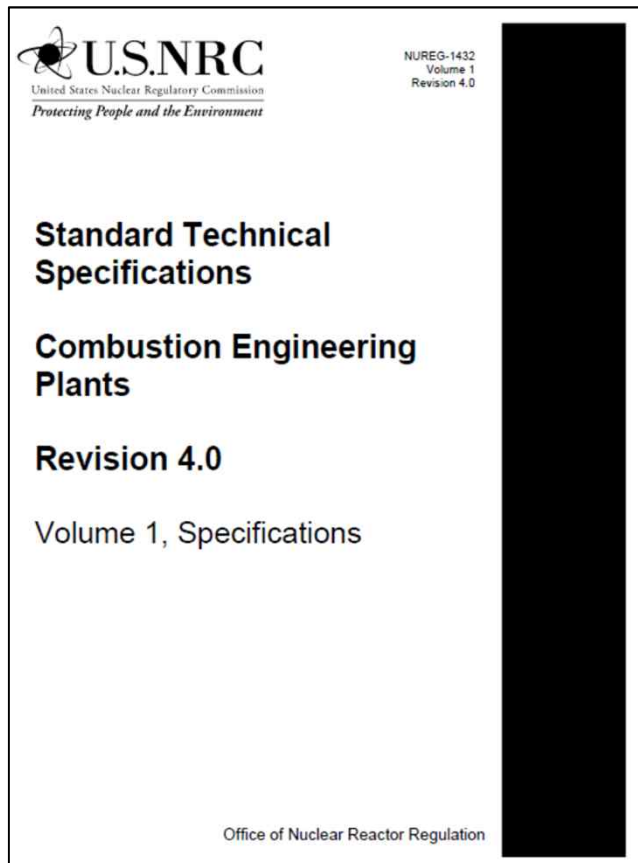 U.S.NRC
United States Nuclear Regulatory Commission
Protecting People and the Environment
NUREG-1432
Volume 1
Revision 4.0
Standard Technical
Specifications
Combustion Engineering
Plants
Revision 4.0
Volume 1, Specifications
Office of Nuclear Reactor Regulation